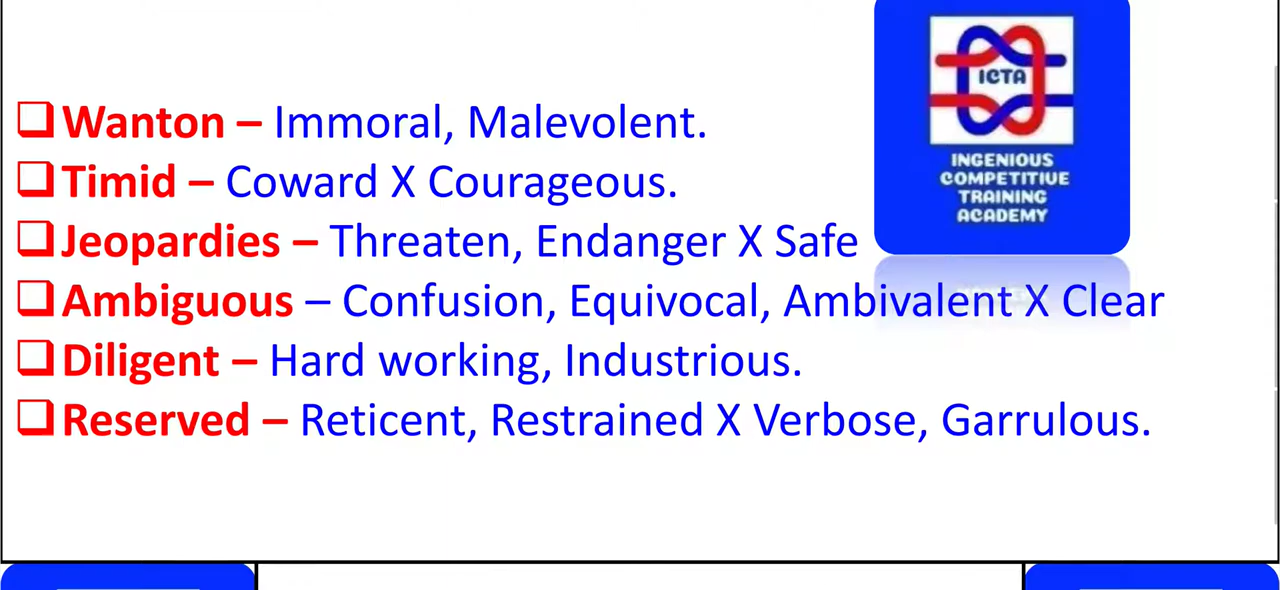 ICTA
INGENIOUS
COMPETITIVE
TRAINING
ACADEMY
Wanton – Immoral, Malevolent.
Timid – Coward X Courageous.
Jeopardies – Threaten, Endanger X Safe
Ambiguous – Confusion, Equivocal, Ambivalent X Clear
Diligent – Hard working, Industrious.
Reserved – Reticent, Restrained X Verbose, Garrulous.